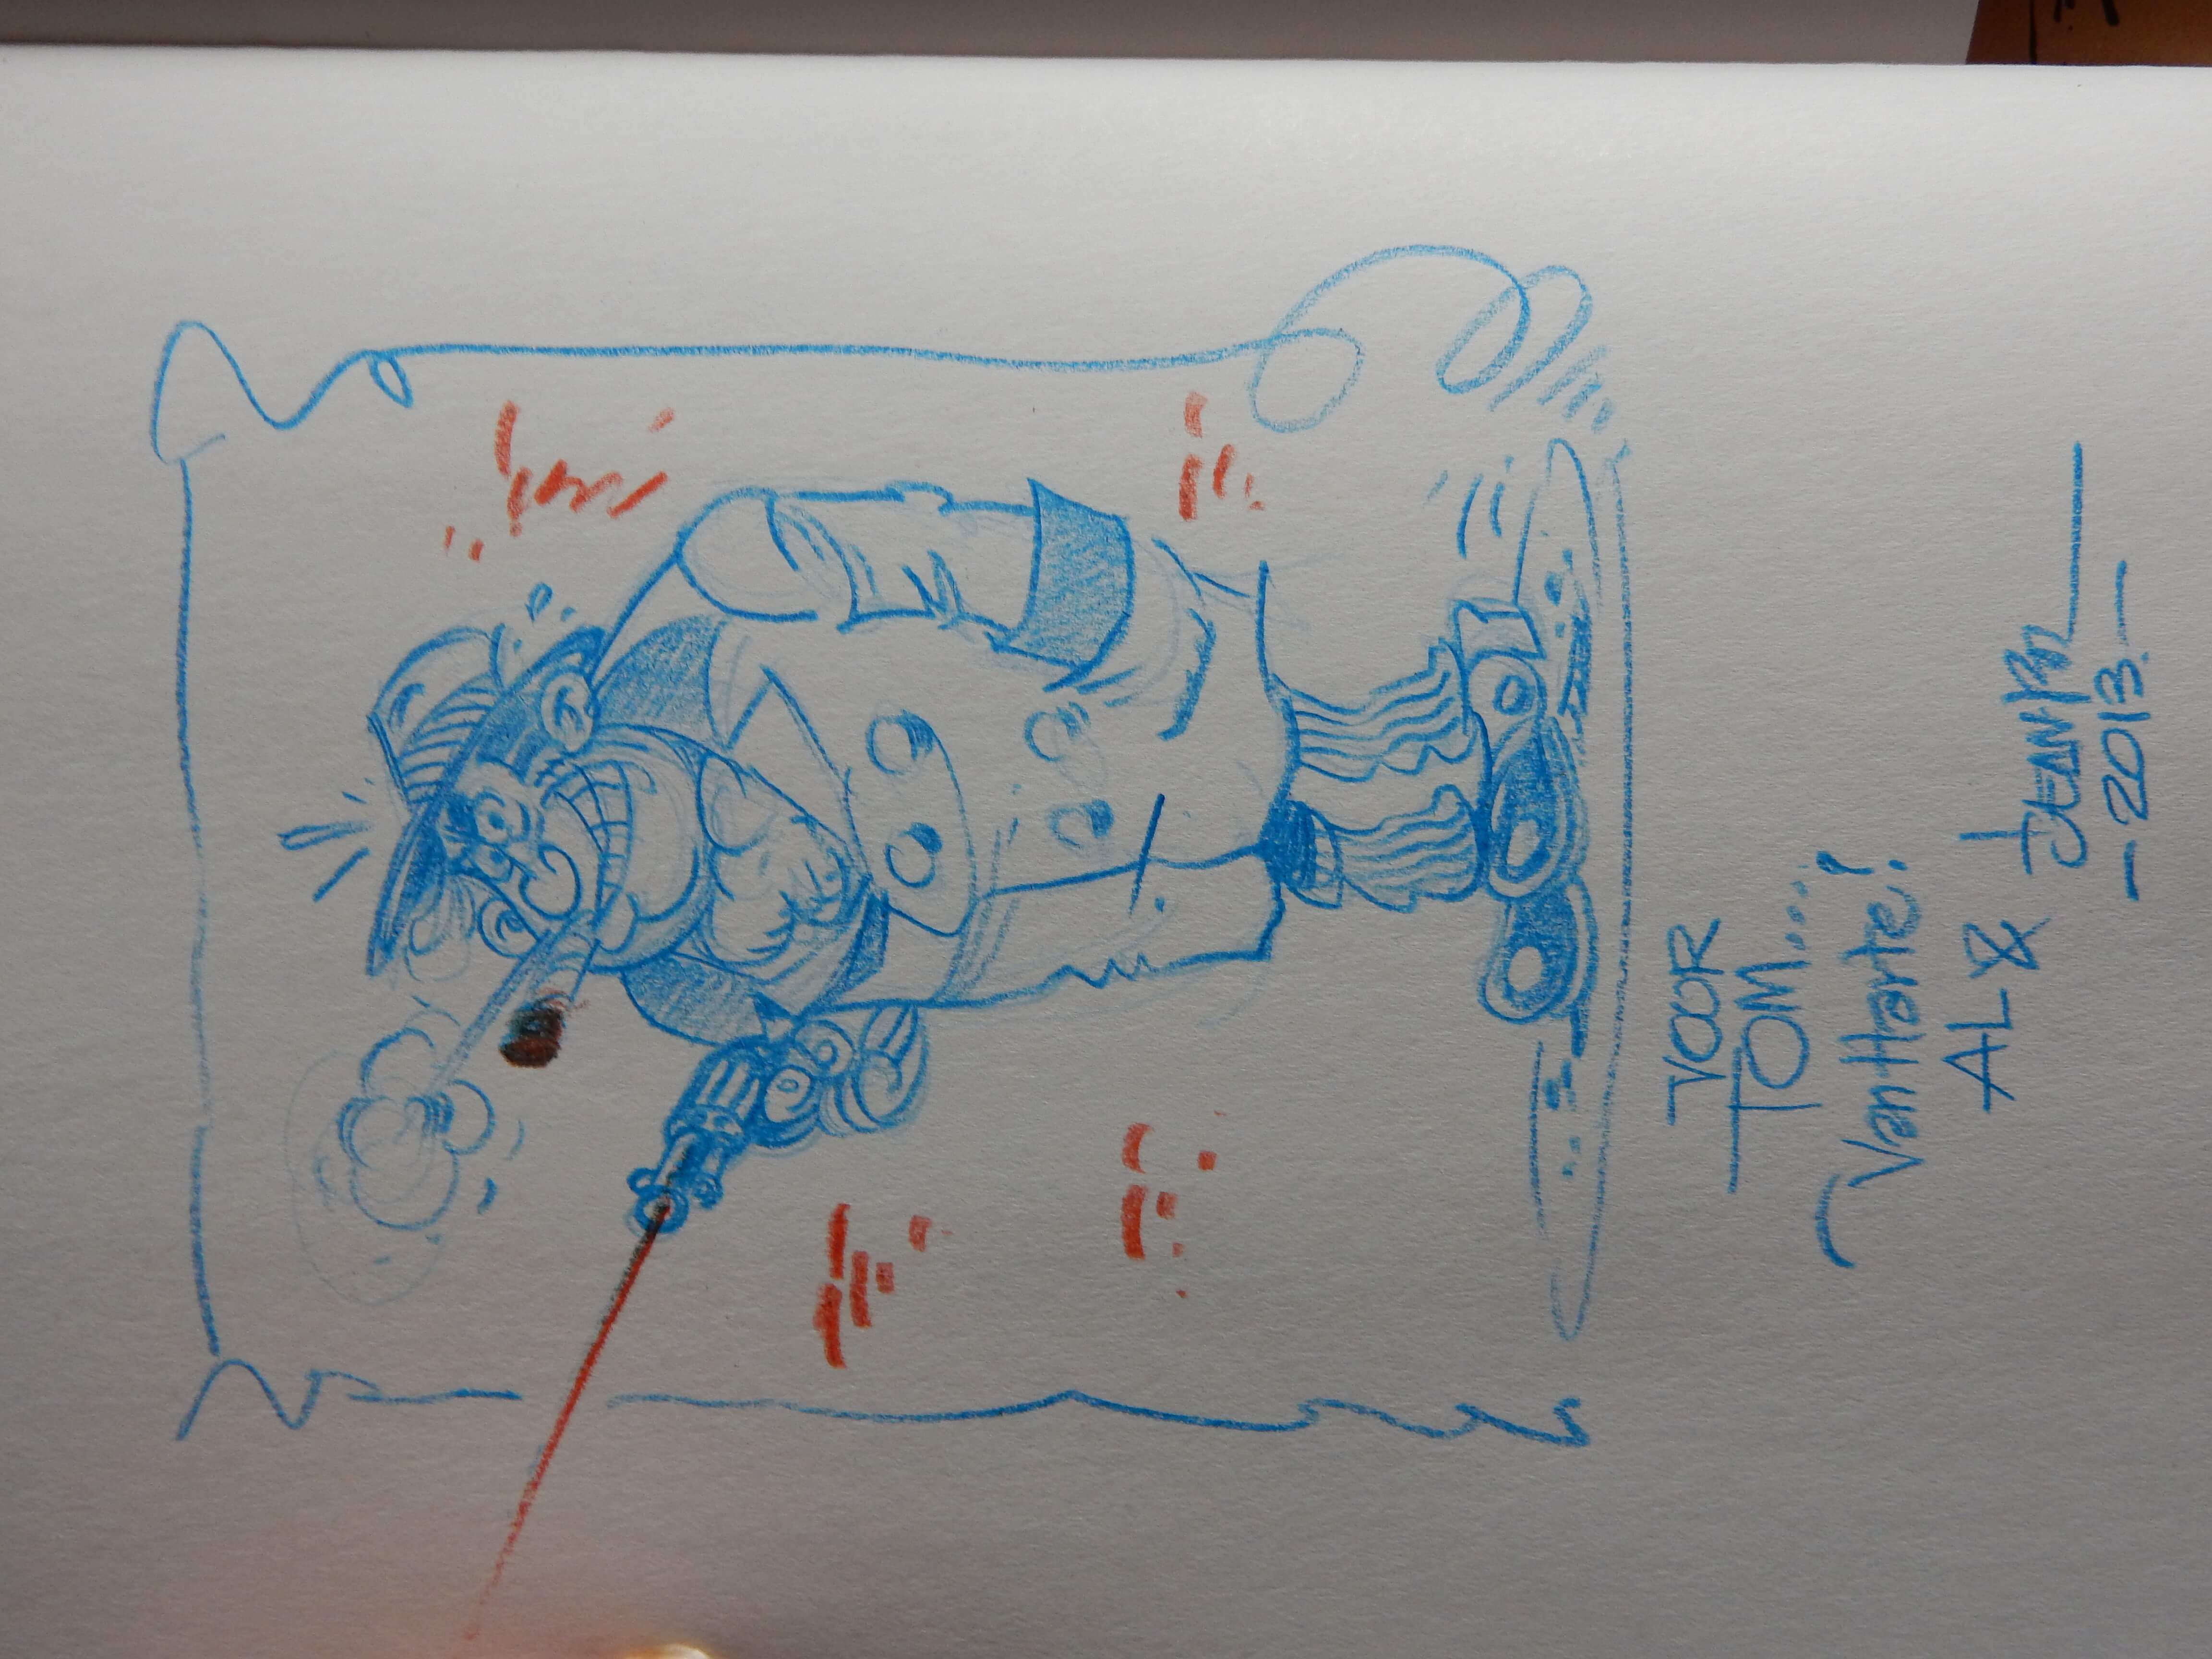 VOOR
TOM....
Van Harte!
AL &
JEAN-POL
- 2013. -